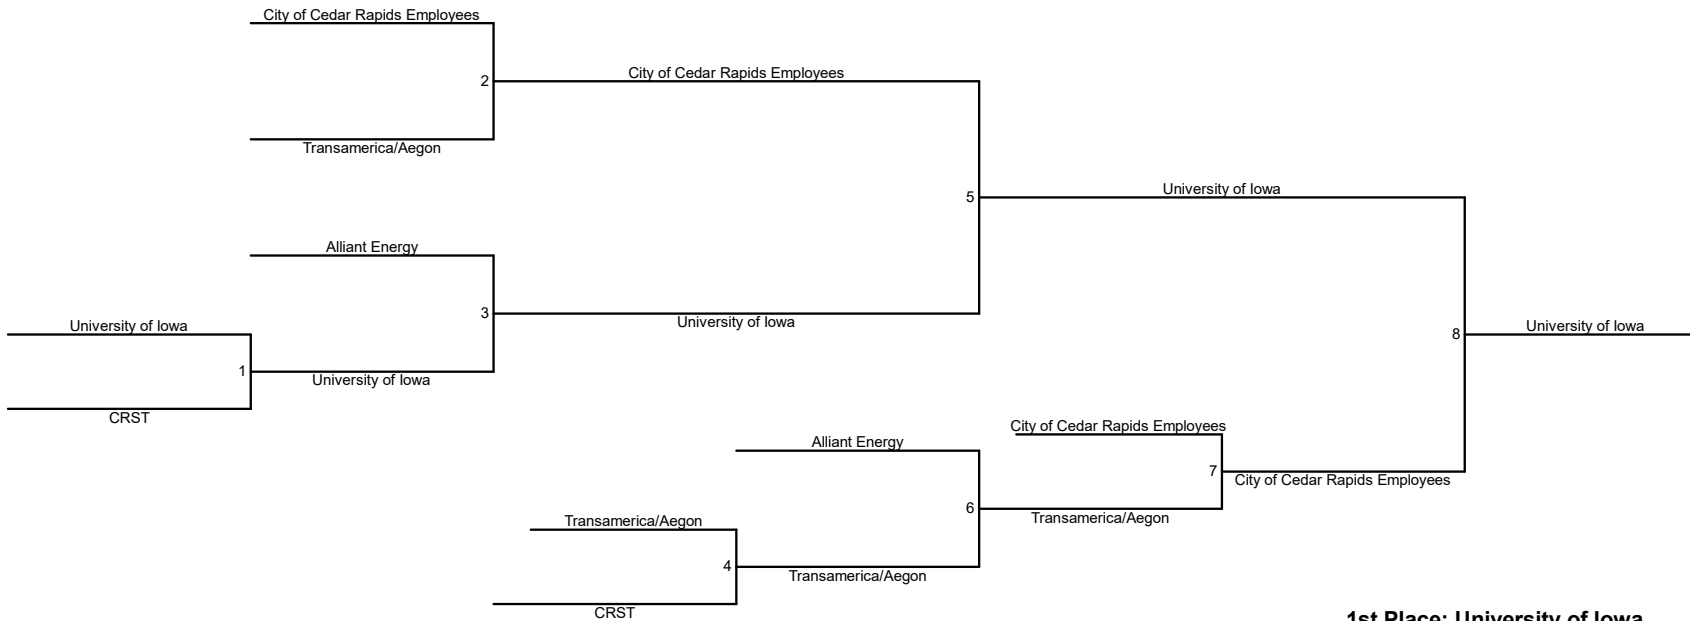 City of Cedar Rapids Employees
2
City of Cedar Rapids Employees
Transamerica/Aegon
5
University of Iowa
Alliant Energy
3
University of Iowa
University of Iowa
1
University of Iowa
CRST
8
University of Iowa
City of Cedar Rapids Employees
7
City of Cedar Rapids Employees
Alliant Energy
6
Transamerica/Aegon
Transamerica/Aegon
4
Transamerica/Aegon
CRST
1st Place: University of Iowa